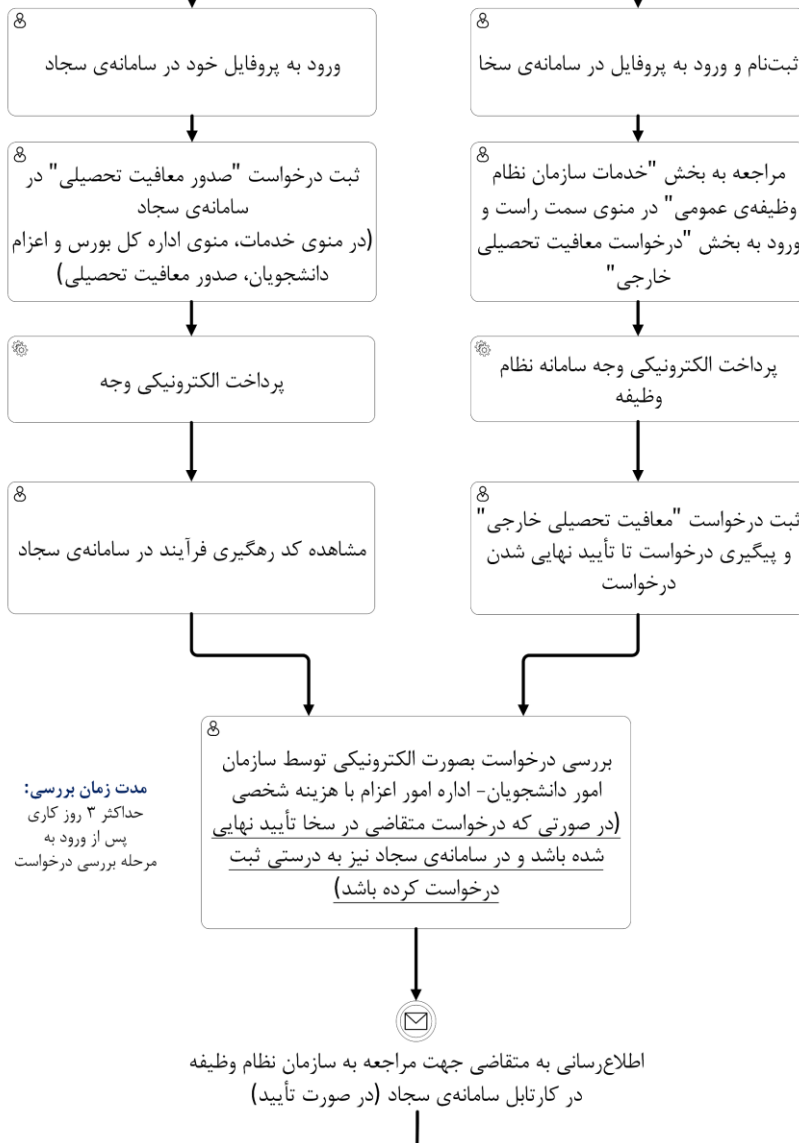 ثبت‌نام و ورود به پروفایل در سامانه‌ی سخا
مراجعه به بخش "خدمات سازمان نظام
وظیفه‌ی عمومی" در منوی سمت راست و
ورود به بخش "درخواست معافیت تحصیلی
خارجی"
پرداخت الکترونیکی وجه سامانه نظام
وظیفه
ثبت درخواست "معافیت تحصیلی خارجی"
و پیگیری درخواست تا تأیید نهایی شدن
درخواست
ورود به پروفایل خود در سامانه‌ی سجاد
ثبت درخواست "صدور معافیت تحصیلی" در
سامانه‌ی سجاد
(در منوی خدمات، منوی اداره کل بورس و اعزام
دانشجویان، صدور معافیت تحصیلی)
پرداخت الکترونیکی وجه
مشاهده کد رهگیری فرآیند در سامانه‌ی سجاد
بررسی درخواست بصورت الکترونیکی توسط سازمان
امور دانشجویان- اداره امور اعزام با هزینه شخصی
(در صورتی که درخواست متقاضی در سخا تأیید نهایی
شده باشد و در سامانه‌ی سجاد نیز به درستی ثبت
درخواست کرده باشد)
مدت زمان بررسی:
حداکثر ۳ روز کاری
پس از ورود به
مرحله بررسی درخواست
اطلاع‌رسانی به متقاضی جهت مراجعه به سازمان نظام وظیفه
در کارتابل سامانه‌ی سجاد (در صورت تأیید)